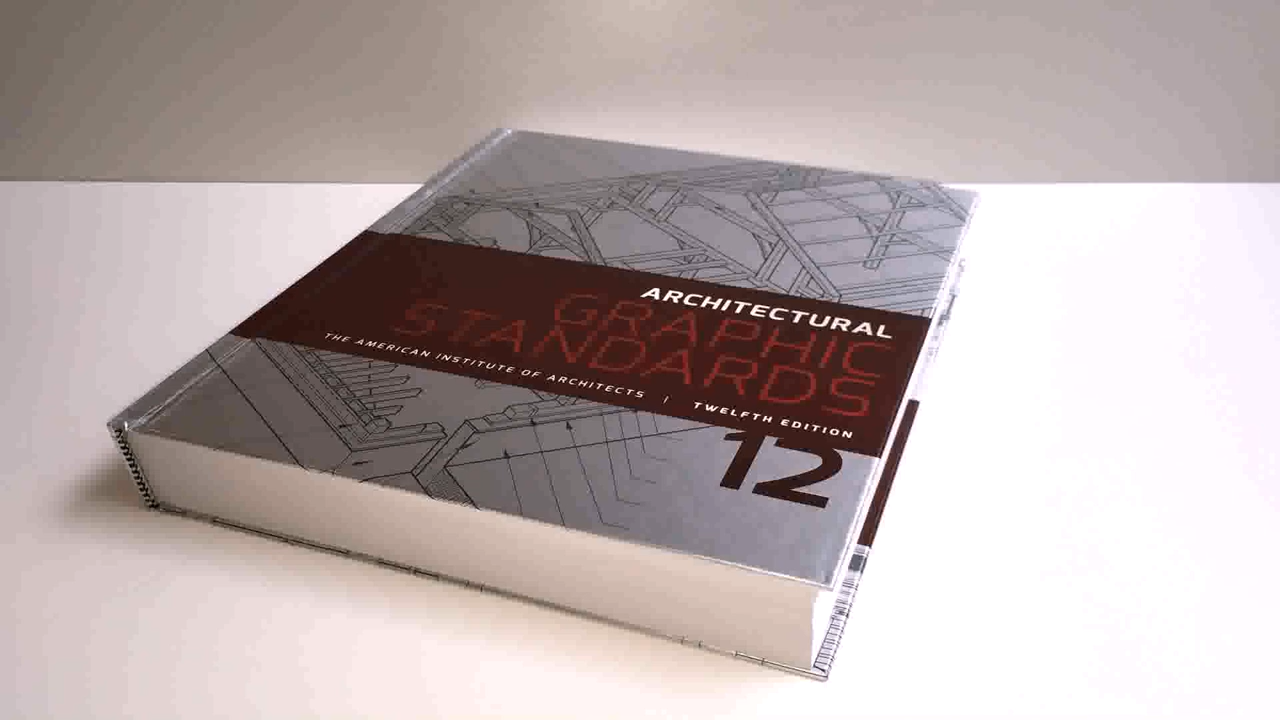 ARCHITECTURAL
GRAPHIC
STANDARDS
THE AMERICAN INSTITUTE OF ARCHITECTS | TWELFTH EDITION
12